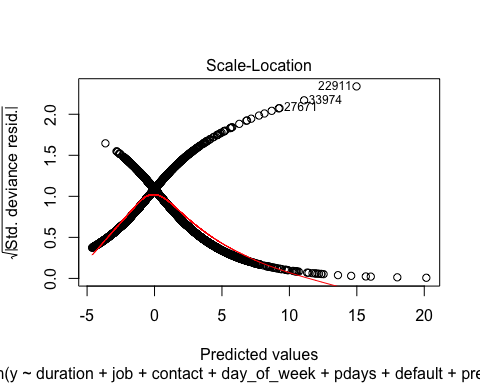 Scale-Location
√|Std. deviance resid.|
2.0
1.5
1.0
0.5
0.0
22911
33974
27671
-5 0 5 10 15 20
Predicted values
n(y ~ duration + job + contact + day_of_week + pdays + default + pre